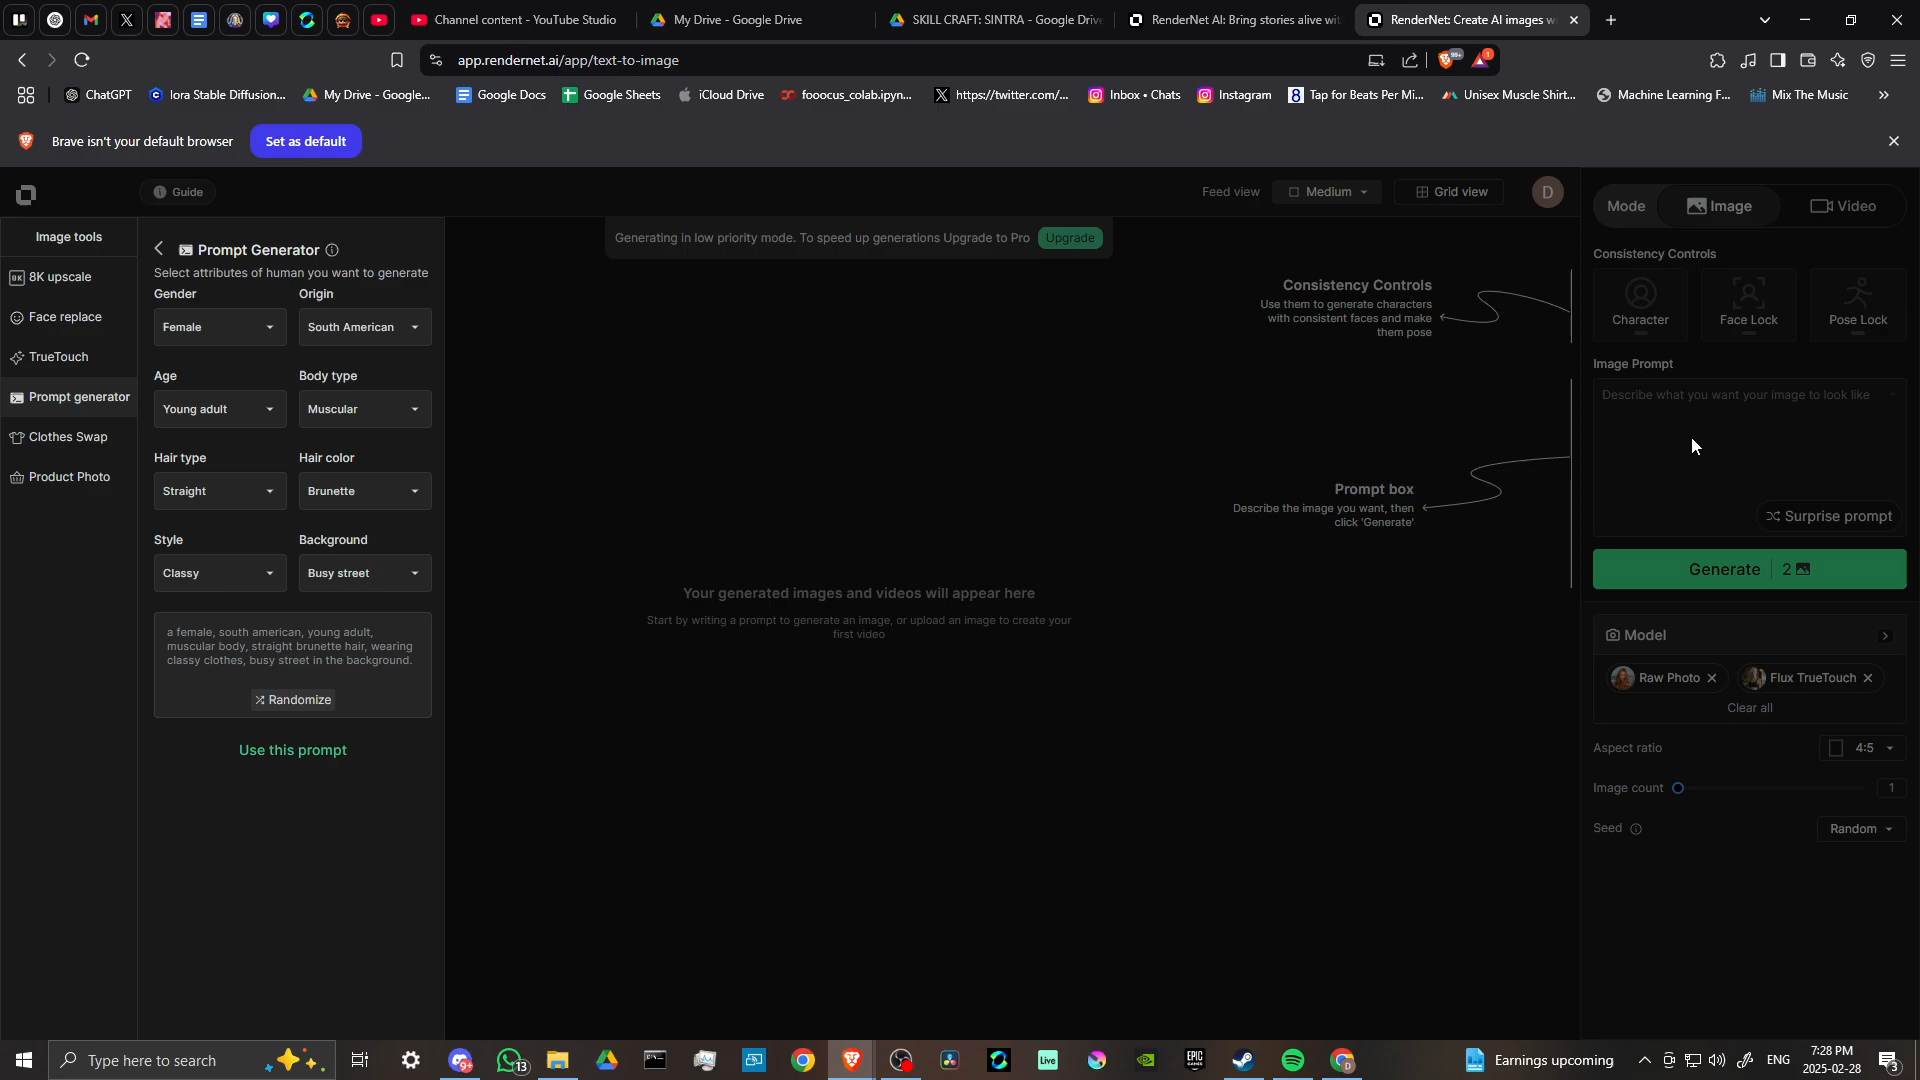 Channel content - YouTube Studio
My Drive - Google Drive
SKILL CRAFT: SINTRA - Google Drive
RenderNet AI: Bring stories alive wit
RenderNet: Create AI images w
app.rendernet.ai/app/text-to-image
99+
1
ChatGPT
lora Stable Diffusion...
My Drive - Google...
Google Docs
Google Sheets
iCloud Drive
fooocus_colab.ipyn...
https://twitter.com/...
Inbox • Chats
Instagram
Tap for Beats Per Mi...
Unisex Muscle Shirt...
Machine Learning F...
Mix The Music
Brave isn't your default browser
Set as default
Guide
Feed view
Medium
Grid view
D
Mode
Image
Video
Image tools
8K upscale
Face replace
TrueTouch
Prompt generator
Clothes Swap
Product Photo
Prompt Generator
Select attributes of human you want to generate
Gender
Origin
Female
South American
Age
Body type
Young adult
Muscular
Hair type
Hair color
Straight
Brunette
Style
Background
Classy
Busy street
a female, south american, young adult,
muscular body, straight brunette hair, wearing
classy clothes, busy street in the background.
Randomize
Use this prompt
Generating in low priority mode. To speed up generations Upgrade to Pro
Upgrade
Consistency Controls
Use them to generate characters
with consistent faces and make
them pose
Prompt box
Describe the image you want, then
click 'Generate'
Your generated images and videos will appear here
Start by writing a prompt to generate an image, or upload an image to create your
first video
Consistency Controls
Character
Face Lock
Pose Lock
Image Prompt
Describe what you want your image to look like
Surprise prompt
Generate
2
Model
Raw Photo
Flux TrueTouch
Clear all
Aspect ratio
4:5
Image count
1
Seed
Random
Type here to search
9+
13
Live
EPIC
GAMES
Earnings upcoming
ENG
7:28 PM
2025-02-28
3